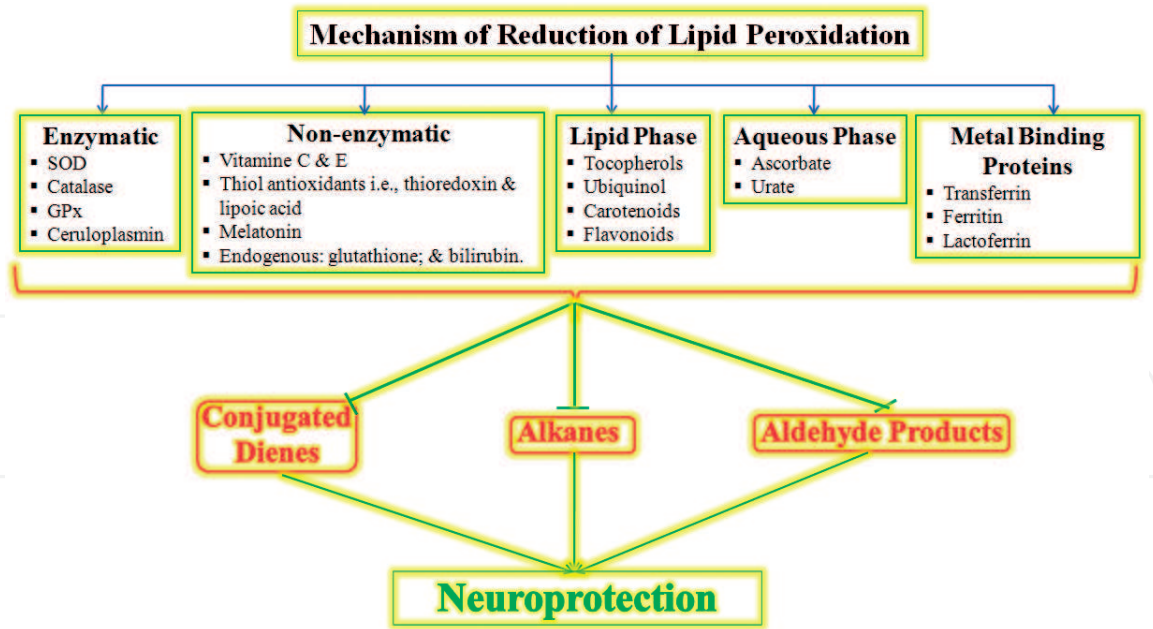 Mechanism of Reduction of Lipid Peroxidation
Enzymatic
▪ SOD
▪ Catalase
▪ GPx
▪ Ceruloplasmin
Non-enzymatic
▪ Vitamine C & E
▪ Thiol antioxidants i.e., thioredoxin &
lipoic acid
▪ Melatonin
▪ Endogenous: glutathione; & bilirubin.
Lipid Phase
▪ Tocopherols
▪ Ubiquinol
▪ Carotenoids
▪ Flavonoids
Aqueous Phase
▪ Ascorbate
▪ Urate
Metal Binding
Proteins
▪ Transferrin
▪ Ferritin
▪ Lactoferrin
Conjugated
Dienes
Alkanes
Aldehyde Products
Neuroprotection